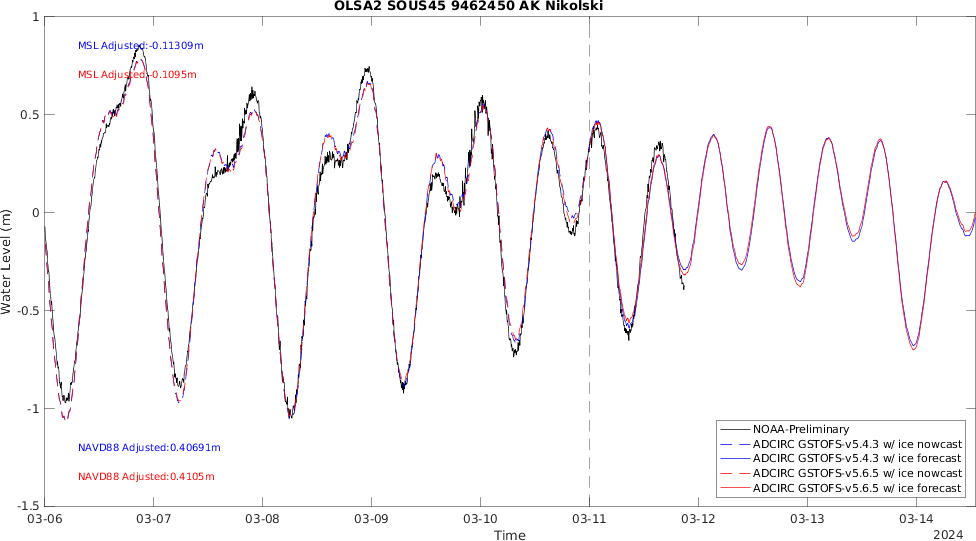 OLSA2 SOUS45 9462450 AK Nikolski
MSL Adjusted:-0.11309m
MSL Adjusted:-0.1095m
NAVD88 Adjusted:0.40691m
NAVD88 Adjusted:0.4105m
Water Level (m)
1
0.5
0
-0.5
-1
-1.5
NOAA-Preliminary
ADCIRC GSTOFS-v5.4.3 w/ ice nowcast
ADCIRC GSTOFS-v5.4.3 w/ ice forecast
ADCIRC GSTOFS-v5.6.5 w/ ice nowcast
ADCIRC GSTOFS-v5.6.5 w/ ice forecast
03-06 03-07 03-08 03-09 03-10 03-11 03-12 03-13 03-14
Time
2024